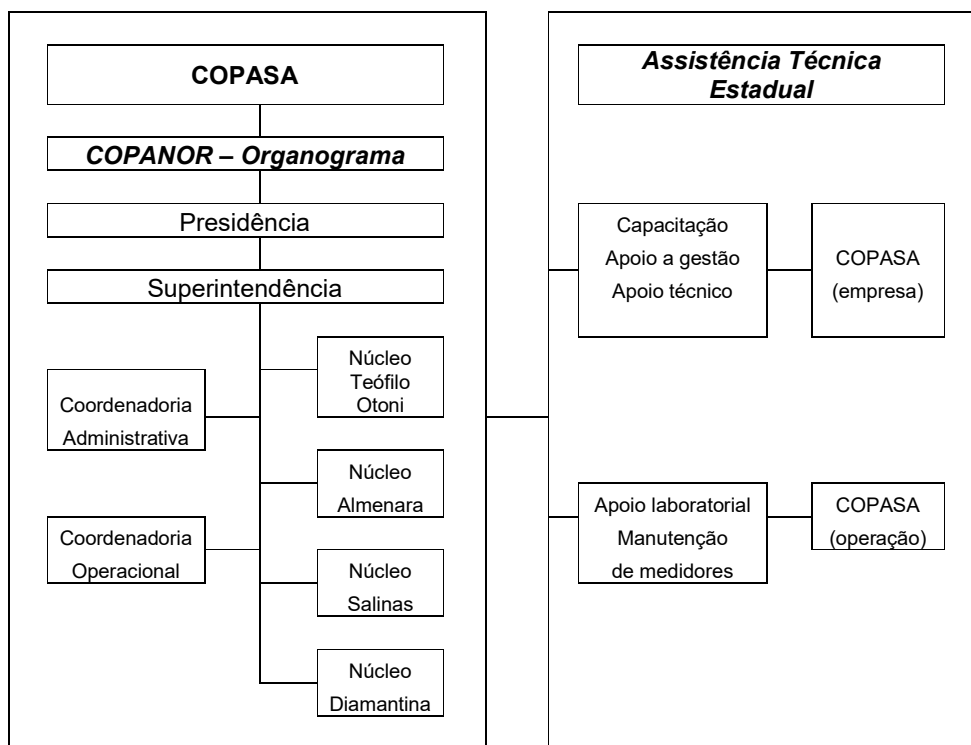 COPASA
COPANOR – Organograma
Presidência
Superintendência
Coordenadoria
Administrativa
Coordenadoria
Operacional
Núcleo
Teófilo
Otoni
Núcleo
Almenara
Núcleo
Salinas
Núcleo
Diamantina
Assistência Técnica
Estadual
Capacitação
Apoio a gestão
Apoio técnico
COPASA
(empresa)
Apoio laboratorial
Manutenção
de medidores
COPASA
(operação)